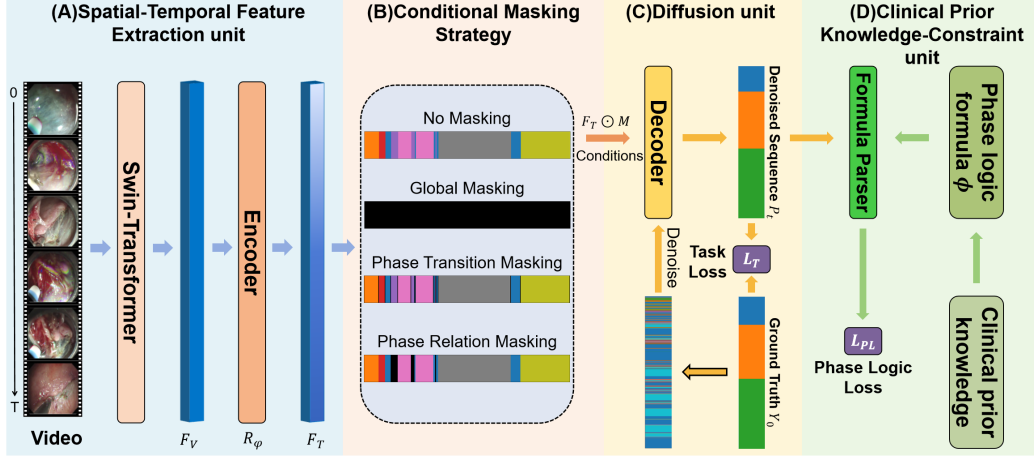 (A)Spatial-Temporal Feature
Extraction unit
0
T
Video
Swin-Transformer
F_V
Encoder
R_φ
F_T
(B)Conditional Masking
Strategy
No Masking
Global Masking
Phase Transition Masking
Phase Relation Masking
F_T ⊙ M
Conditions
(C)Diffusion unit
Decoder
Denoised Sequence P_t
Denoise
Task
Loss
L_T
Ground Truth Y_0
(D)Clinical Prior
Knowledge-Constraint
unit
Formula Parser
Phase logic
formula ϕ
L_PL
Phase Logic
Loss
Clinical prior
knowledge